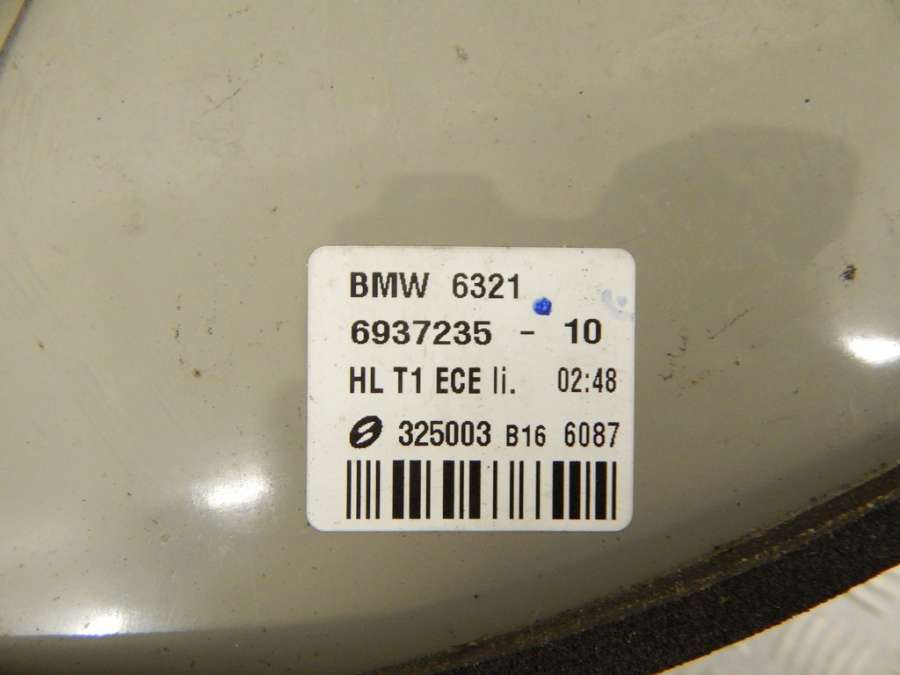 BMW 6321
6937235 - 10
HL T1 ECE li. 02:48
325003 B16 6087